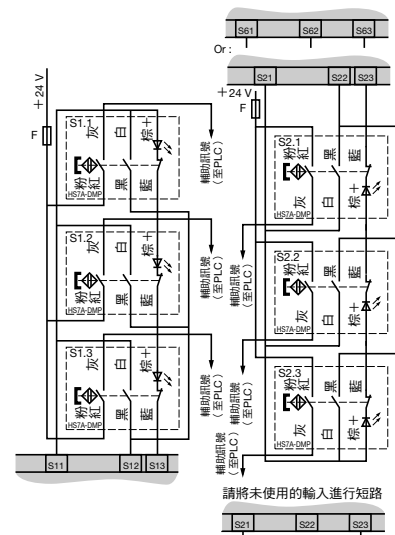 S61 S62 S63
Or :
S21 S22 S23
+24 V
F
S1.1
灰 白 棕+
粉紅 黑 藍
HS7A-DMP
輔助訊號
(至PLC)
S1.2
灰 白 棕+
粉紅 黑 藍
HS7A-DMP
輔助訊號
(至PLC)
S1.3
灰 白 棕+
粉紅 黑 藍
HS7A-DMP
輔助訊號
(至PLC)
S11 S12 S13
+24 V
F
S2.1
粉紅 黑 藍
灰 白 棕+
HS7A-DMP
輔助訊號
(至PLC)
S2.2
粉紅 黑 藍
灰 白 棕+
HS7A-DMP
輔助訊號
(至PLC)
S2.3
粉紅 黑 藍
灰 白 棕+
HS7A-DMP
輔助訊號
(至PLC)
請將未使用的輸入進行短路
S21 S22 S23